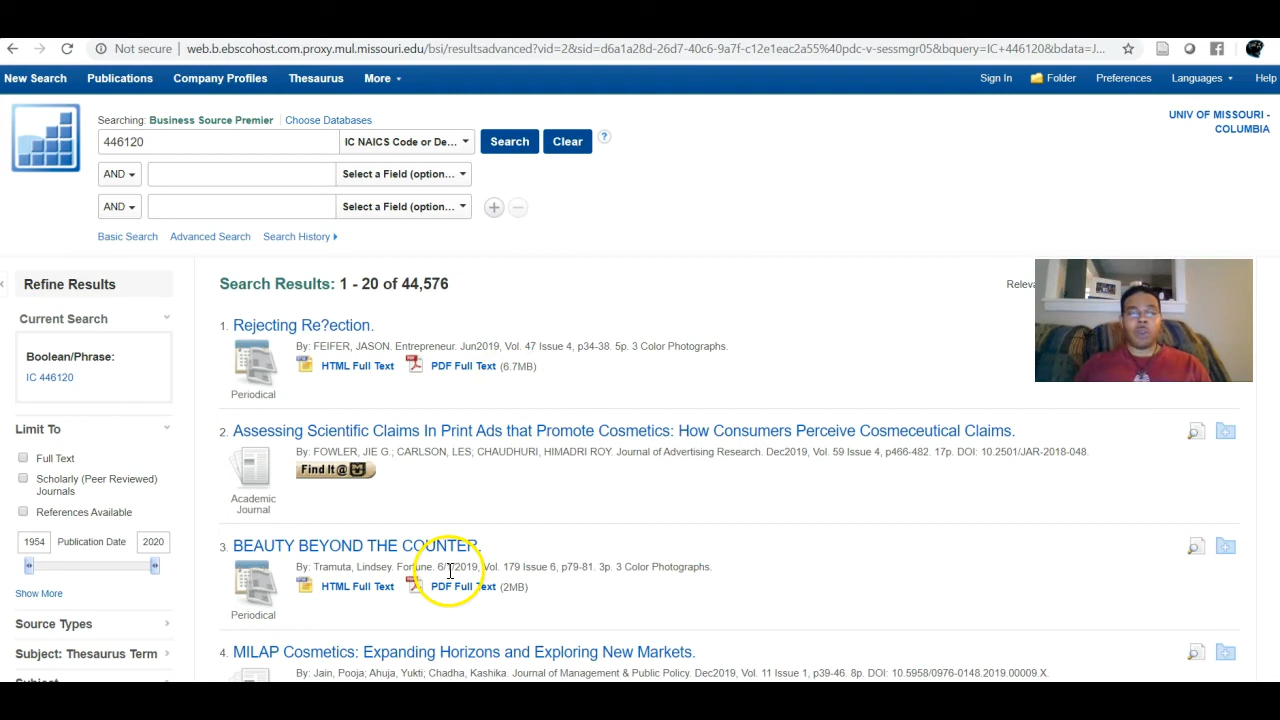 Not secure web.b.ebscohost.com.proxy.mul.missouri.edu/bsi/resultsadvanced?vid=2&sid=d6a1a28d-26d7-40c6-9a7f-c12e1eac2a55%40pdc-v-sessmgr05&bquery=IC+446120&bdata=J...
New Search Publications Company Profiles Thesaurus More Sign In Folder Preferences Languages Help
Searching: Business Source Premier Choose Databases
UNIV OF MISSOURI -
COLUMBIA
446120 IC NAICS Code or De... Search Clear ?
AND Select a Field (option...
AND Select a Field (option...
Basic Search Advanced Search Search History
Refine Results
Current Search
Boolean/Phrase:
IC 446120
Limit To
Full Text
Scholarly (Peer Reviewed)
Journals
References Available
1954 Publication Date 2020
Show More
Source Types
Subject: Thesaurus Term
Subject
Search Results: 1 - 20 of 44,576
Releva
1. Rejecting Re?ection.
By: FEIFER, JASON. Entrepreneur. Jun2019, Vol. 47 Issue 4, p34-38. 5p. 3 Color Photographs.
HTML Full Text PDF Full Text (6.7MB)
Periodical
2. Assessing Scientific Claims In Print Ads that Promote Cosmetics: How Consumers Perceive Cosmeceutical Claims.
By: FOWLER, JIE G.; CARLSON, LES; CHAUDHURI, HIMADRI ROY. Journal of Advertising Research. Dec2019, Vol. 59 Issue 4, p466-482. 17p. DOI: 10.2501/JAR-2018-048.
Find It @
Academic
Journal
3. BEAUTY BEYOND THE COUNTER.
By: Tramuta, Lindsey. Fortune. 6/1/2019, Vol. 179 Issue 6, p79-81. 3p. 3 Color Photographs.
HTML Full Text PDF Full Text (2MB)
Periodical
4. MILAP Cosmetics: Expanding Horizons and Exploring New Markets.
By: Jain, Pooja; Ahuja, Yukti; Chadha, Kashika. Journal of Management & Public Policy. Dec2019, Vol. 11 Issue 1, p39-46. 8p. DOI: 10.5958/0976-0148.2019.00009.X.